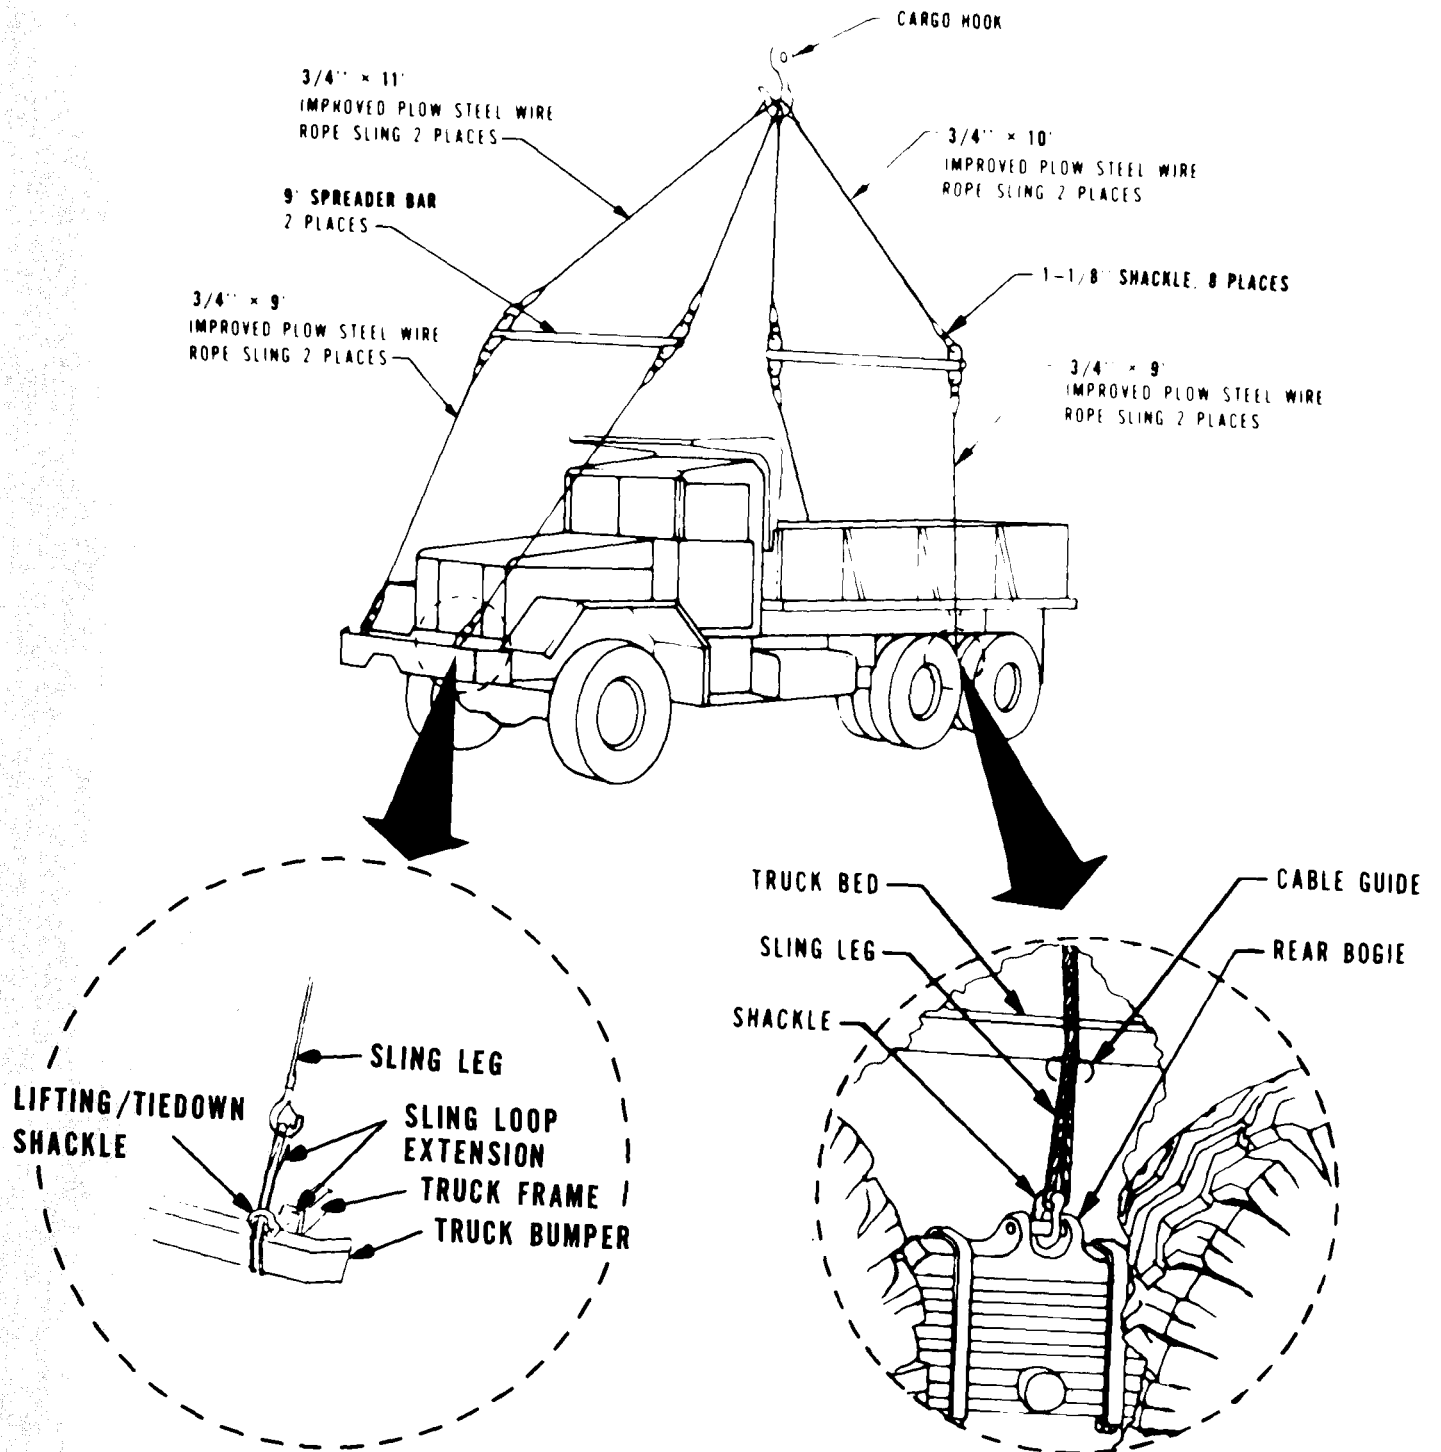 CARGO HOOK
3/4" × 11'
IMPROVED PLOW STEEL WIRE
ROPE SLING 2 PLACES
3/4" × 10'
IMPROVED PLOW STEEL WIRE
ROPE SLING 2 PLACES
9' SPREADER BAR
2 PLACES
1-1/8" SHACKLE, 8 PLACES
3/4" × 9'
IMPROVED PLOW STEEL WIRE
ROPE SLING 2 PLACES
3/4" × 9'
IMPROVED PLOW STEEL WIRE
ROPE SLING 2 PLACES
TRUCK BED
CABLE GUIDE
SLING LEG
REAR BOGIE
SHACKLE
SLING LEG
LIFTING/TIEDOWN
SHACKLE
SLING LOOP
EXTENSION
TRUCK FRAME
TRUCK BUMPER